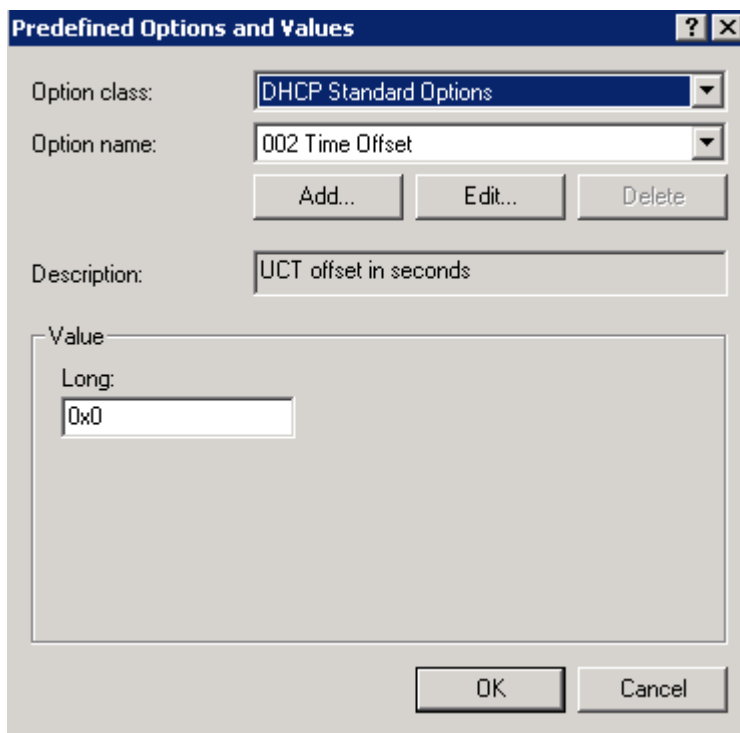 Predefined Options and Values
Option class: DHCP Standard Options
Option name: 002 Time Offset
Add... Edit... Delete
Description: UCT offset in seconds
Value
Long:
0x0
OK Cancel